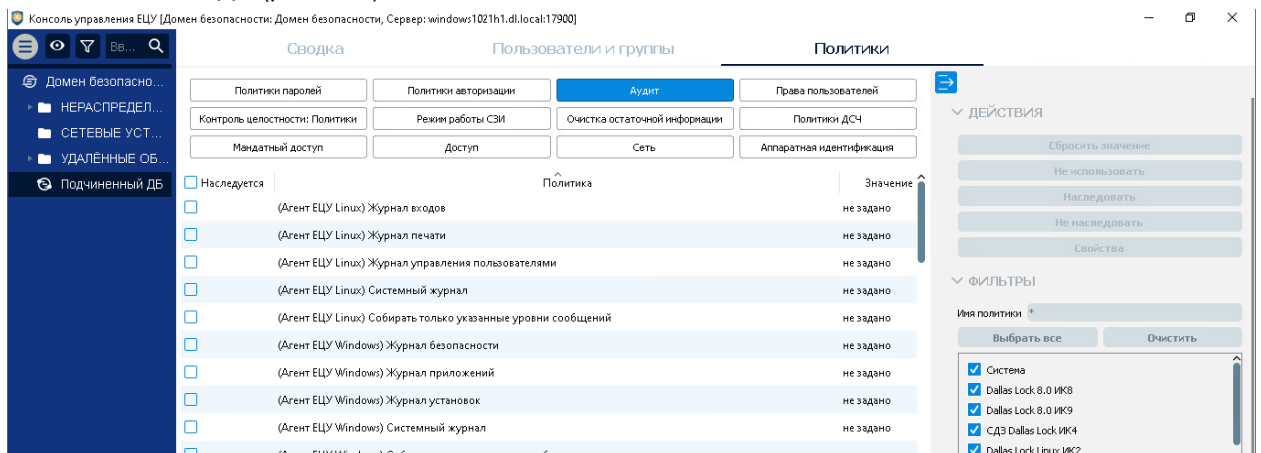 Консоль управления ЕЦУ [Домен безопасности: Домен безопасности, Сервер: windows1021h1.dl.local:17900]
Вв...
Сводка
Пользователи и группы
Политики
Домен безопасно...
НЕРАСПРЕДЕЛ...
СЕТЕВЫЕ УСТ...
УДАЛЁННЫЕ ОБ...
Подчиненный ДБ
Политики паролей
Политики авторизации
Аудит
Права пользователей
Контроль целостности: Политики
Режим работы СЗИ
Очистка остаточной информации
Политики ДСЧ
Мандатный доступ
Доступ
Сеть
Аппаратная идентификация
Наследуется Политика Значение
(Агент ЕЦУ Linux) Журнал входов не задано
(Агент ЕЦУ Linux) Журнал печати не задано
(Агент ЕЦУ Linux) Журнал управления пользователями не задано
(Агент ЕЦУ Linux) Системный журнал не задано
(Агент ЕЦУ Linux) Собирать только указанные уровни сообщений не задано
(Агент ЕЦУ Windows) Журнал безопасности не задано
(Агент ЕЦУ Windows) Журнал приложений не задано
(Агент ЕЦУ Windows) Журнал установок не задано
(Агент ЕЦУ Windows) Системный журнал не задано
ДЕЙСТВИЯ
Сбросить значение
Не использовать
Наследовать
Не наследовать
Свойства
ФИЛЬТРЫ
Имя политики *
Выбрать все
Очистить
Система
Dallas Lock 8.0 ИК8
Dallas Lock 8.0 ИК9
СДЗ Dallas Lock ИК4
Dallas Lock Linux ИК2